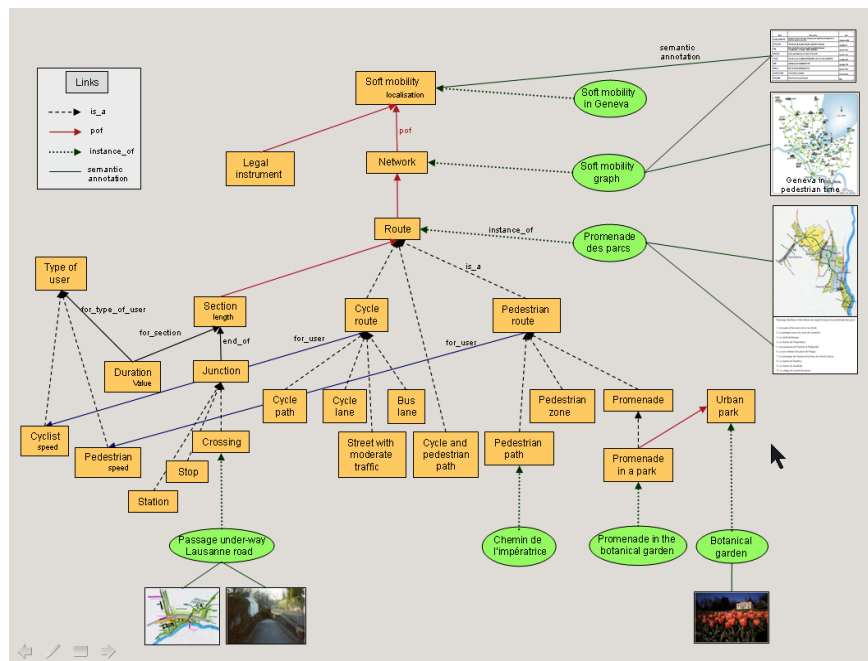 semantic
annotation
Links
is_a
pof
instance_of
semantic
annotation
Soft mobility
localisation
Soft mobility
in Geneva
pof
Legal
instrument
Network
Soft mobility
graph
Geneva in
pedestrian time
Route
instance_of
Promenade
des parcs
is_a
Type of
user
for_type_of_user
Section
length
Cycle
route
Pedestrian
route
for_section
end_of
for_user
for_user
Duration
Value
Junction
Cycle
path
Cycle
lane
Bus
lane
Pedestrian
zone
Promenade
Urban
park
Cyclist
speed
Pedestrian
speed
Crossing
Stop
Station
Street with
moderate
traffic
Cycle and
pedestrian
path
Pedestrian
path
Promenade
in a park
Passage under-way
Lausanne road
Chemin de
l'impératrice
Promenade in the
botanical garden
Botanical
garden